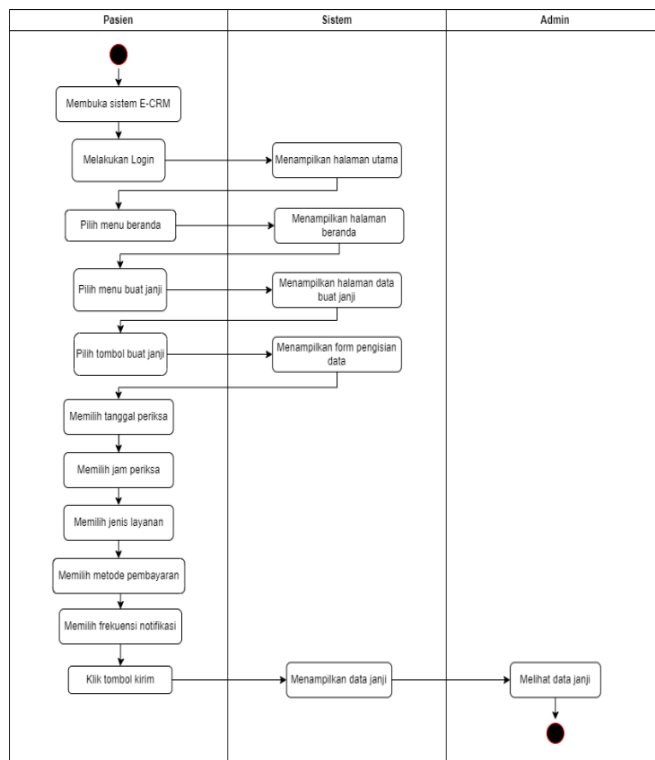 Pasien
Sistem
Admin
Membuka sistem E-CRM
Melakukan Login
Menampilkan halaman utama
Pilih menu beranda
Menampilkan halaman
beranda
Pilih menu buat janji
Menampilkan halaman data
buat janji
Pilih tombol buat janji
Menampilkan form pengisian
data
Memilih tanggal periksa
Memilih jam periksa
Memilih jenis layanan
Memilih metode pembayaran
Memilih frekuensi notifikasi
Klik tombol kirim
Menampilkan data janji
Melihat data janji